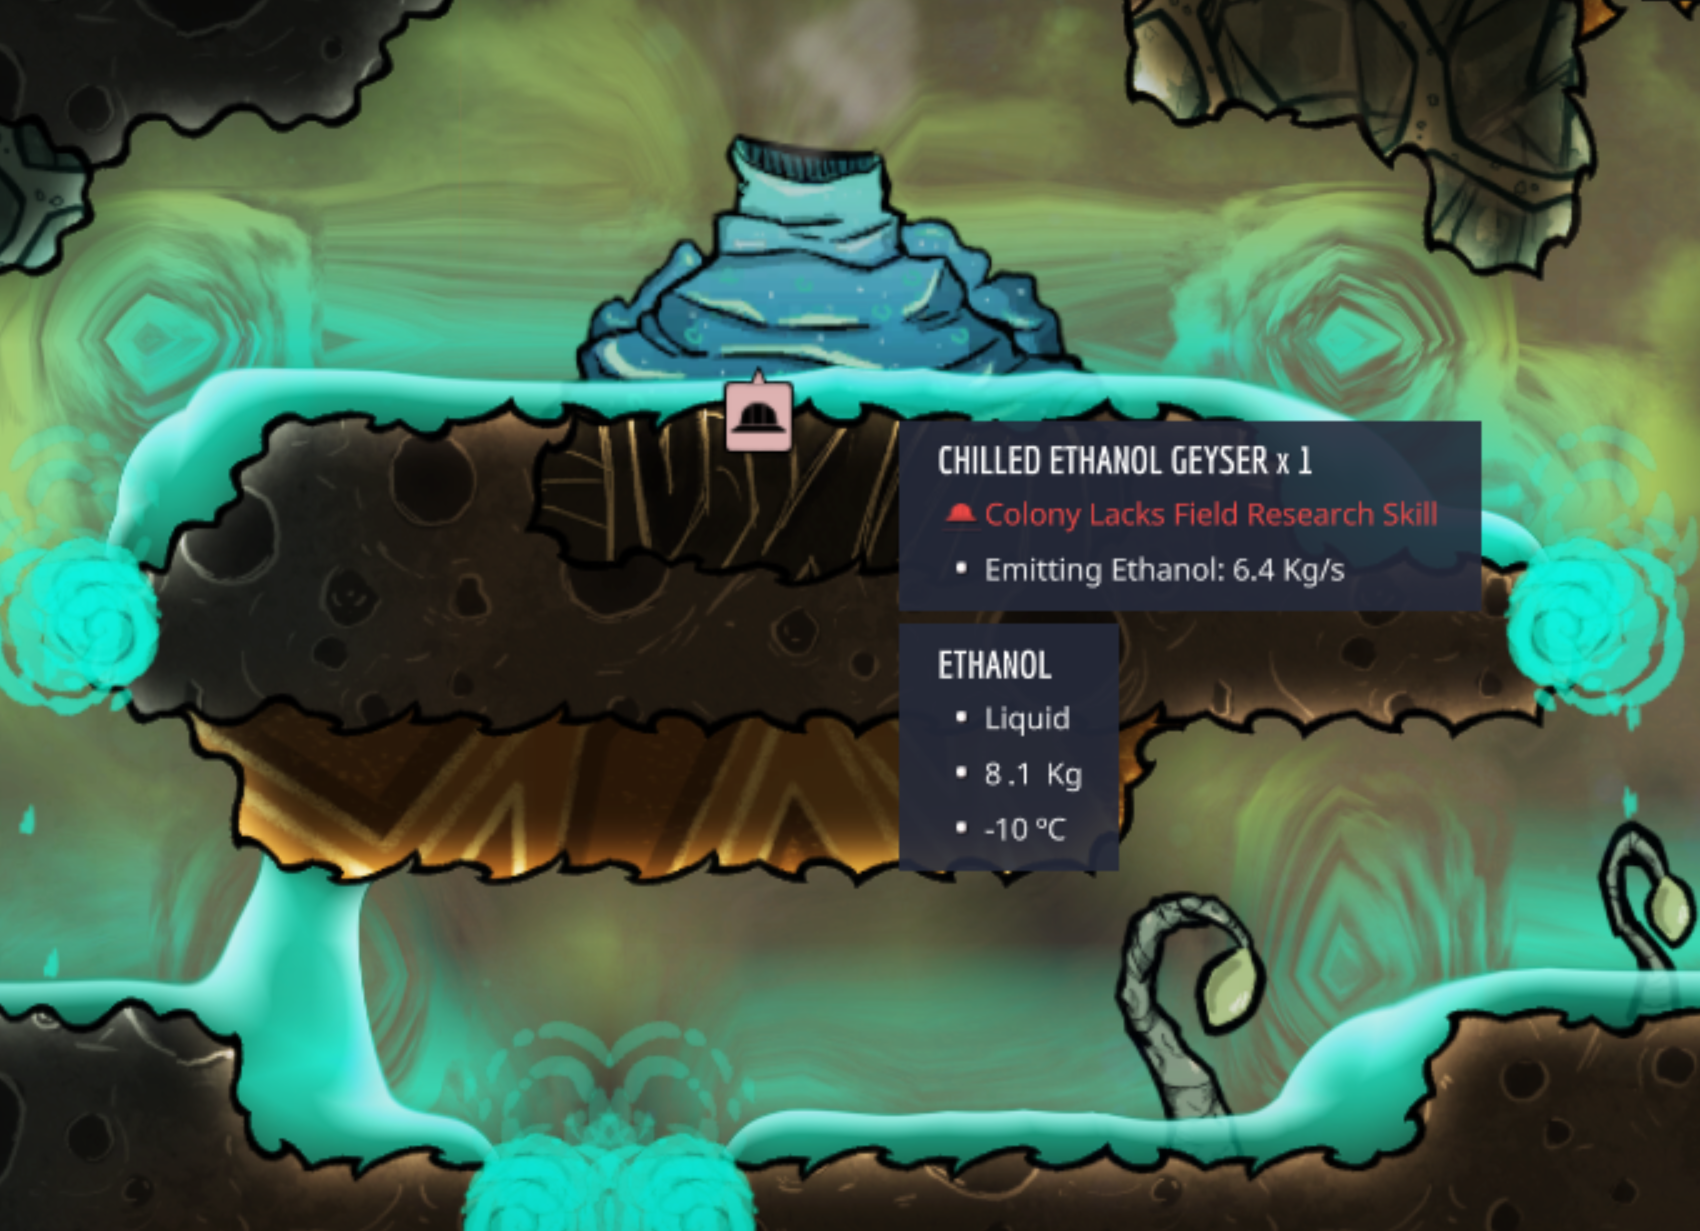 CHILLED ETHANOL GEYSER x 1
Colony Lacks Field Research Skill
• Emitting Ethanol: 6.4 Kg/s
ETHANOL
• Liquid
• 8.1 Kg
• -10 ºC